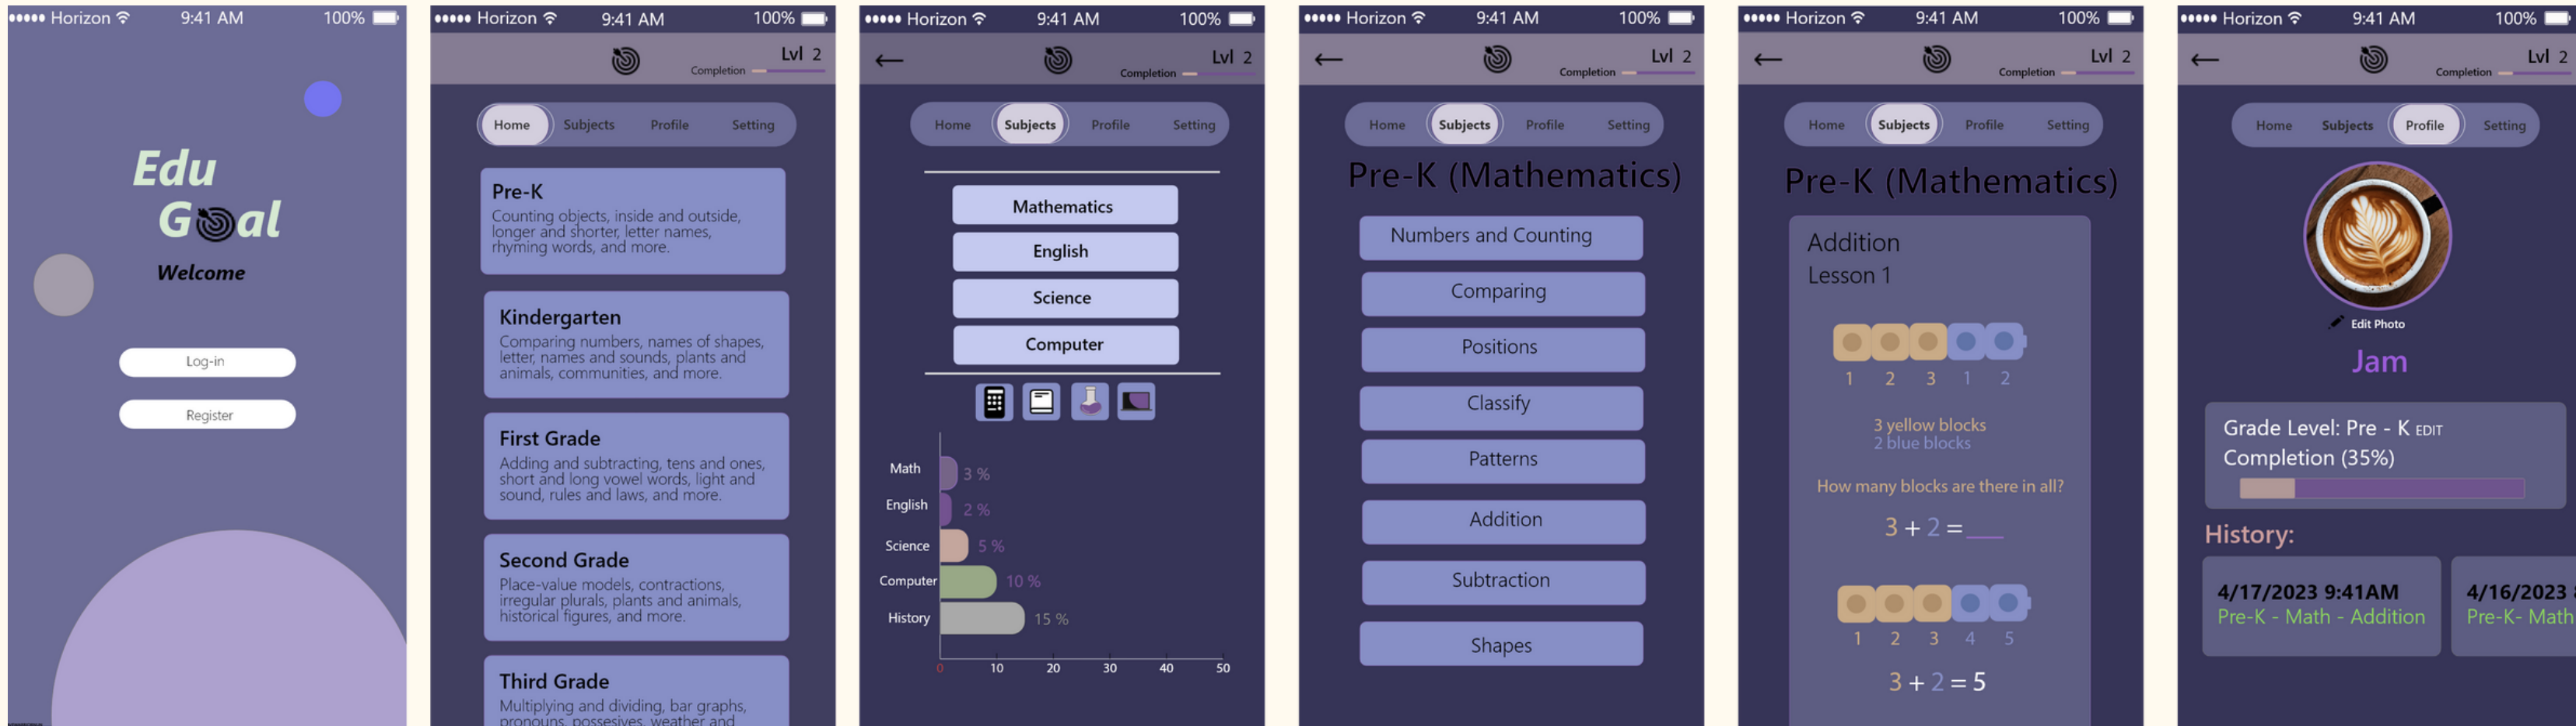 Horizon 9:41 AM 100%
Edu
Goal
Welcome
Log-in
Register
Horizon 9:41 AM 100%
Lvl 2
Completion
Home Subjects Profile Setting
Pre-K
Counting objects, inside and outside,
longer and shorter, letter names,
rhyming words, and more.
Kindergarten
Comparing numbers, names of shapes,
letter, names and sounds, plants and
animals, communities, and more.
First Grade
Adding and subtracting, tens and ones,
short and long vowel words, light and
sound, rules and laws, and more.
Second Grade
Place-value models, contractions,
irregular plurals, plants and animals,
historical figures, and more.
Third Grade
Multiplying and dividing, bar graphs,
pronouns, possesives, weather and
Horizon 9:41 AM 100%
Lvl 2
Completion
Home Subjects Profile Setting
Mathematics
English
Science
Computer
Math 3 %
English 2 %
Science 5 %
Computer 10 %
History 15 %
0 10 20 30 40 50
Horizon 9:41 AM 100%
Lvl 2
Completion
Home Subjects Profile Setting
Pre-K (Mathematics)
Numbers and Counting
Comparing
Positions
Classify
Patterns
Addition
Subtraction
Shapes
Horizon 9:41 AM 100%
Lvl 2
Completion
Home Subjects Profile Setting
Pre-K (Mathematics)
Addition
Lesson 1
1 2 3 1 2
3 yellow blocks
2 blue blocks
How many blocks are there in all?
3 + 2 = ___
1 2 3 4 5
3 + 2 = 5
Horizon 9:41 AM 100%
Lvl 2
Completion
Home Subjects Profile Setting
Edit Photo
Jam
Grade Level: Pre - K EDIT
Completion (35%)
History:
4/17/2023 9:41AM
Pre-K - Math - Addition
4/16/2023
Pre-K- Math